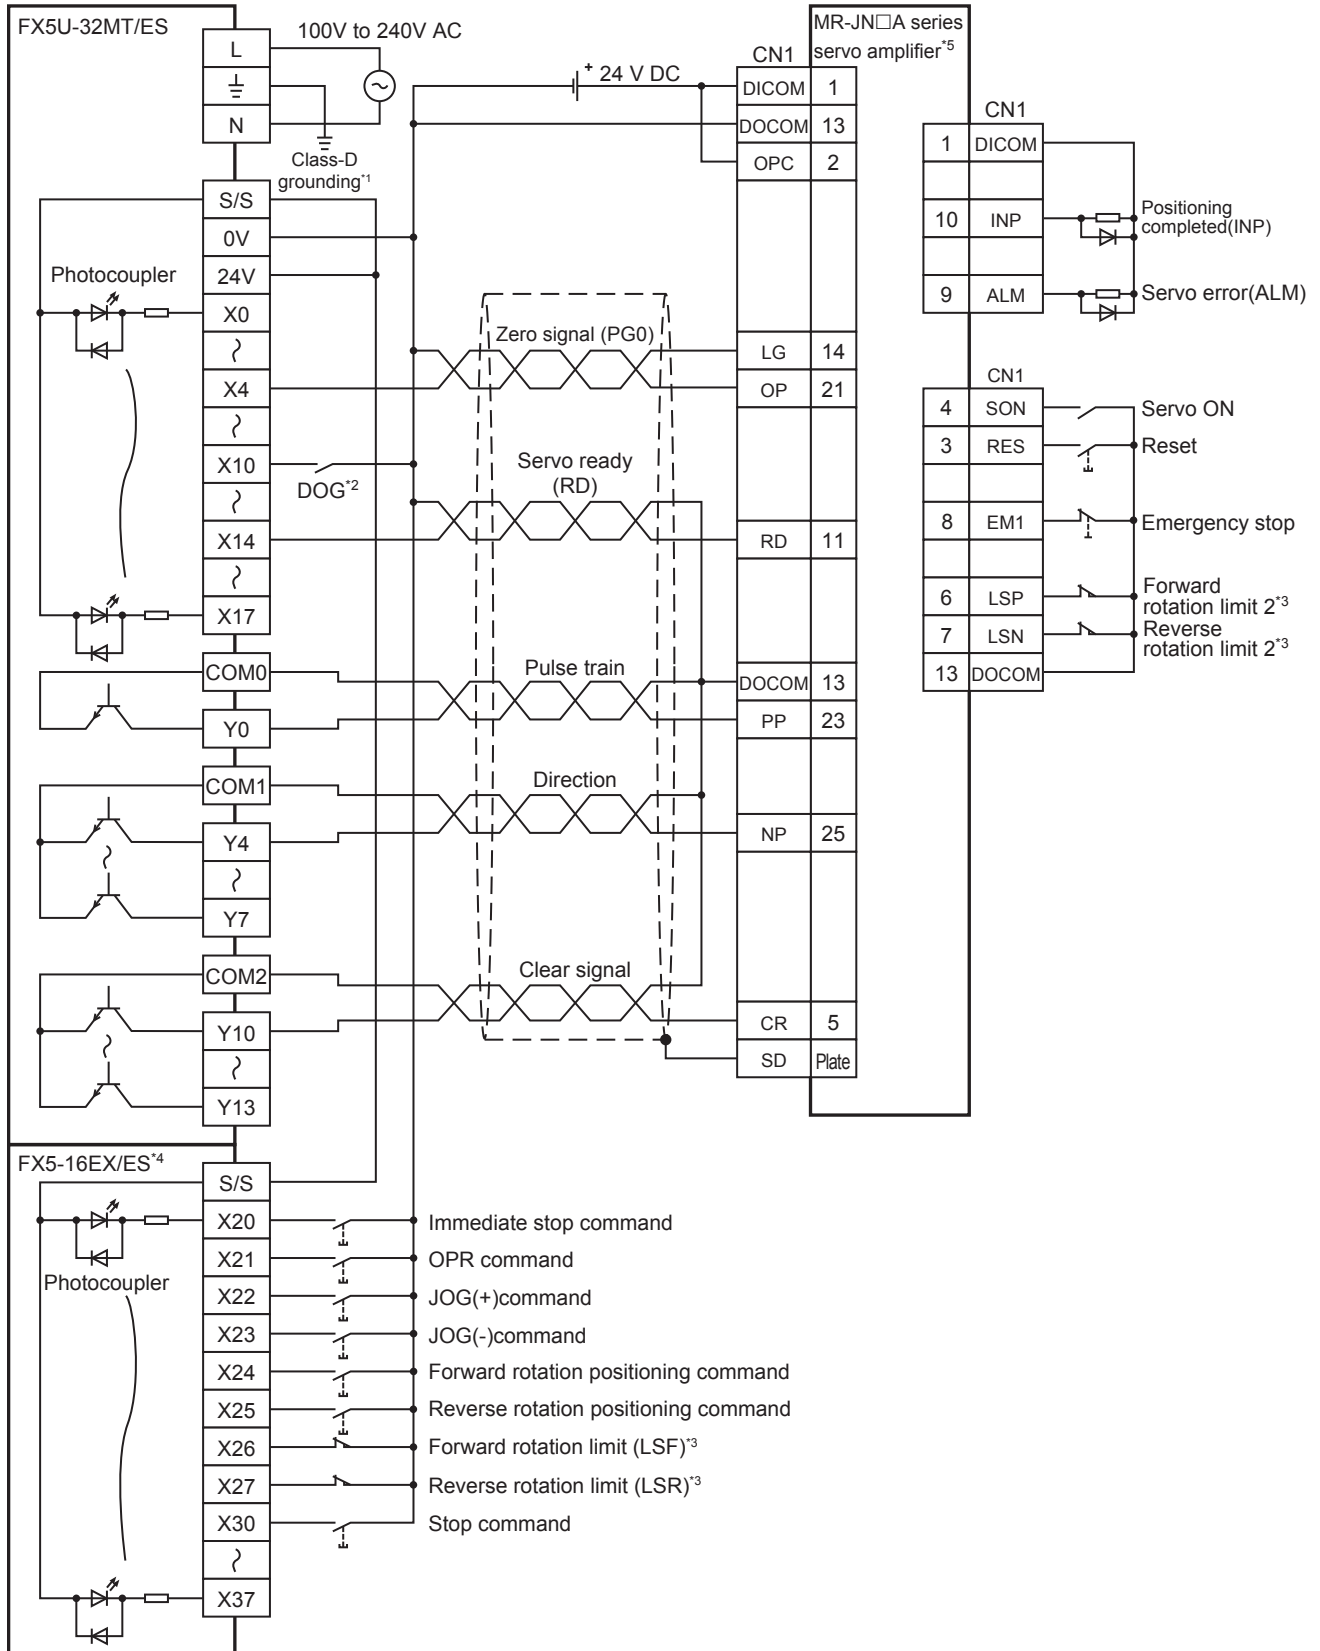 FX5U-32MT/ES
L
N
100V to 240V AC
Class-D
grounding*1
S/S
0V
24V
X0
X4
X10
X14
X17
COM0
Y0
COM1
Y4
Y7
COM2
Y10
Y13
Photocoupler
DOG*2
+ 24 V DC
Zero signal (PG0)
Servo ready
(RD)
Pulse train
Direction
Clear signal
MR-JN□A series
servo amplifier*5
CN1
DICOM 1
DOCOM 13
OPC 2
LG 14
OP 21
RD 11
DOCOM 13
PP 23
NP 25
CR 5
SD Plate
CN1
1 DICOM
10 INP
9 ALM
Positioning
completed(INP)
Servo error(ALM)
CN1
4 SON
3 RES
8 EM1
6 LSP
7 LSN
13 DOCOM
Servo ON
Reset
Emergency stop
Forward
rotation limit 2*3
Reverse
rotation limit 2*3
FX5-16EX/ES*4
Photocoupler
S/S
X20 Immediate stop command
X21 OPR command
X22 JOG(+)command
X23 JOG(-)command
X24 Forward rotation positioning command
X25 Reverse rotation positioning command
X26 Forward rotation limit (LSF)*3
X27 Reverse rotation limit (LSR)*3
X30 Stop command
X37